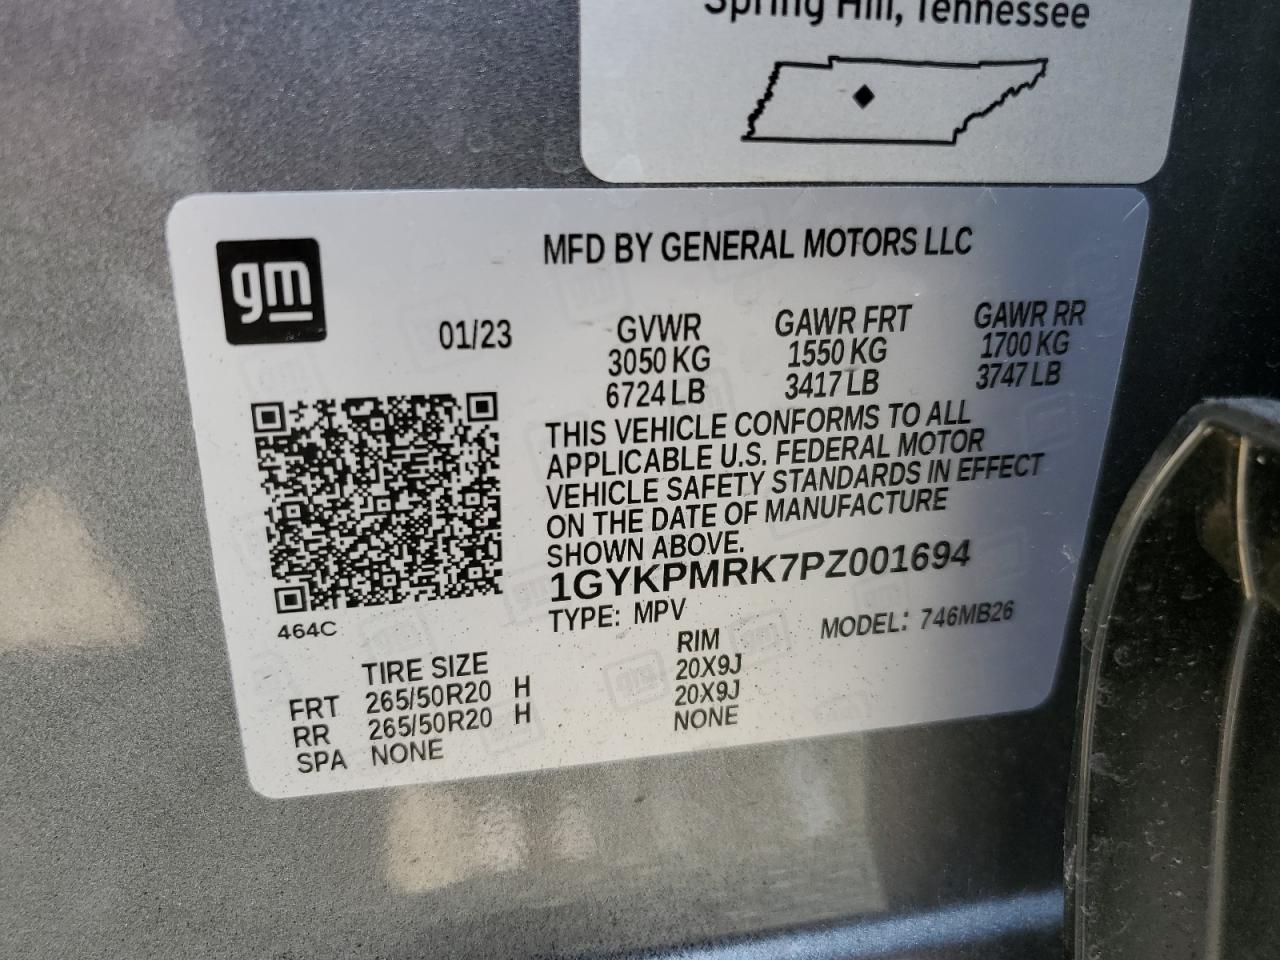 Spring Hill, Tennessee
gm
MFD BY GENERAL MOTORS LLC
01/23
GVWR GAWR FRT GAWR RR
3050 KG 1550 KG 1700 KG
6724 LB 3417 LB 3747 LB
THIS VEHICLE CONFORMS TO ALL
APPLICABLE U.S. FEDERAL MOTOR
VEHICLE SAFETY STANDARDS IN EFFECT
ON THE DATE OF MANUFACTURE
SHOWN ABOVE.
1GYKPMRK7PZ001694
TYPE: MPV MODEL: 746MB26
464C
TIRE SIZE RIM
FRT 265/50R20 H 20X9J
RR 265/50R20 H 20X9J
SPA NONE NONE